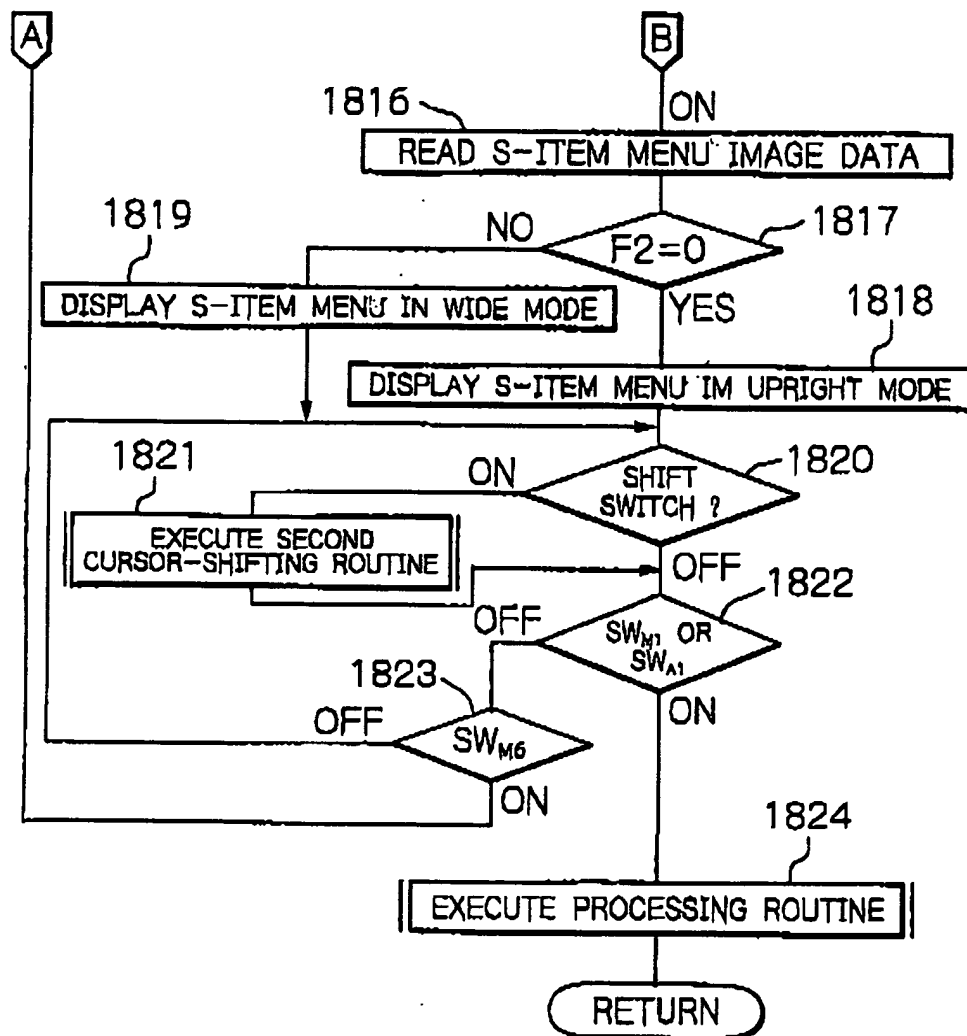 A
B
ON
1816
READ S-ITEM MENU IMAGE DATA
1819
NO
F2=0
1817
DISPLAY S-ITEM MENU IN WIDE MODE
YES
1818
DISPLAY S-ITEM MENU IM UPRIGHT MODE
1821
ON
SHIFT
SWITCH ?
1820
EXECUTE SECOND
CURSOR-SHIFTING ROUTINE
OFF
1822
OFF
SWM1 OR
SWA1
1823
OFF
SWM6
ON
ON
1824
EXECUTE PROCESSING ROUTINE
RETURN